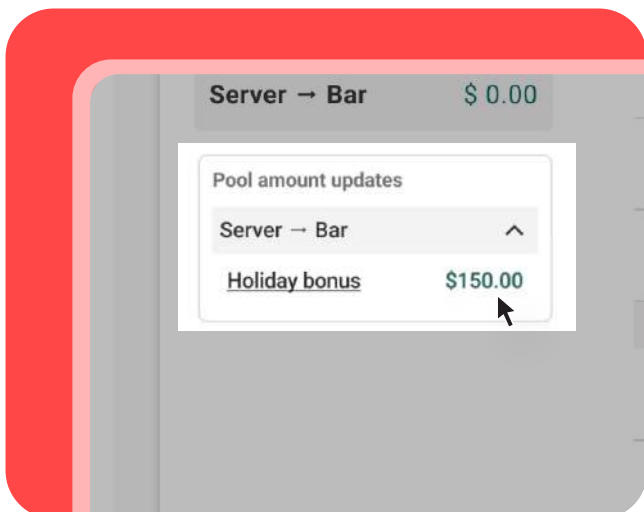 Server → Bar $ 0.00
Pool amount updates
Server → Bar
Holiday bonus $150.00